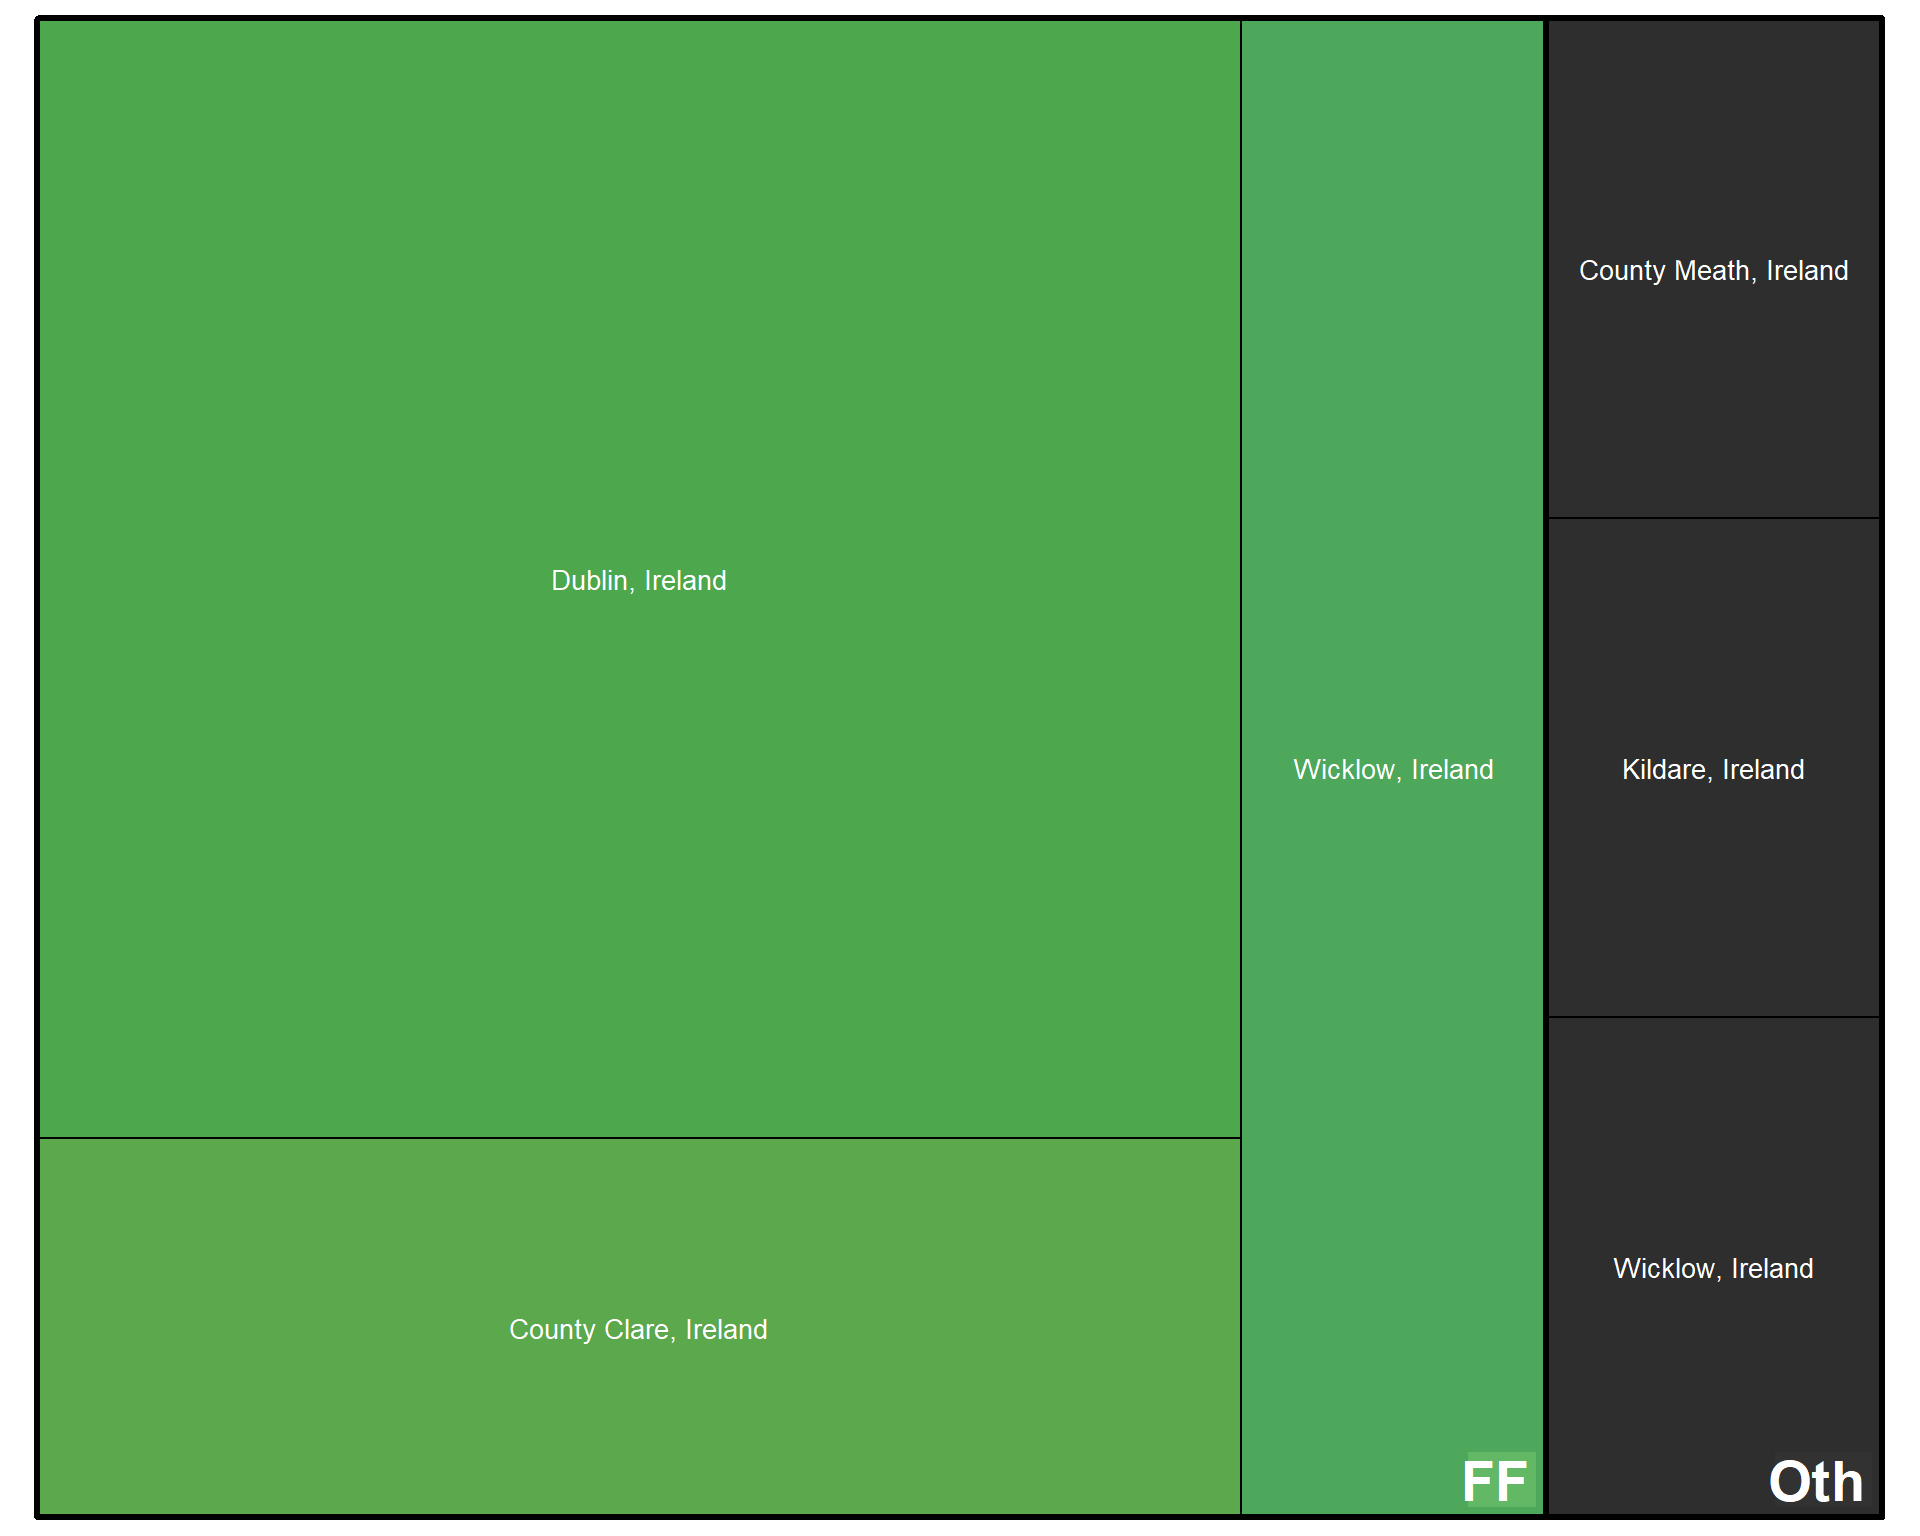 County Meath, Ireland
Dublin, Ireland
Wicklow, Ireland
Kildare, Ireland
Wicklow, Ireland
County Clare, Ireland
FF
Oth